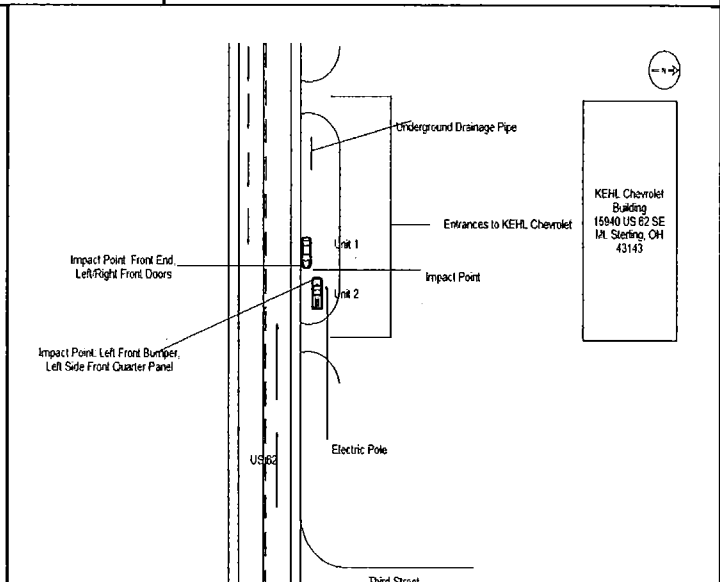 N
Underground Drainage Pipe
KEHL Chevrolet
Building
15940 US 62 SE
Mt. Sterling, OH
43143
Entrances to KEHL Chevrolet
Unit 1
Impact Point: Front End,
Left/Right Front Doors
Impact Point
Unit 2
Impact Point: Left Front Bumper,
Left Side Front Quarter Panel
Electric Pole
US 62
Third Street